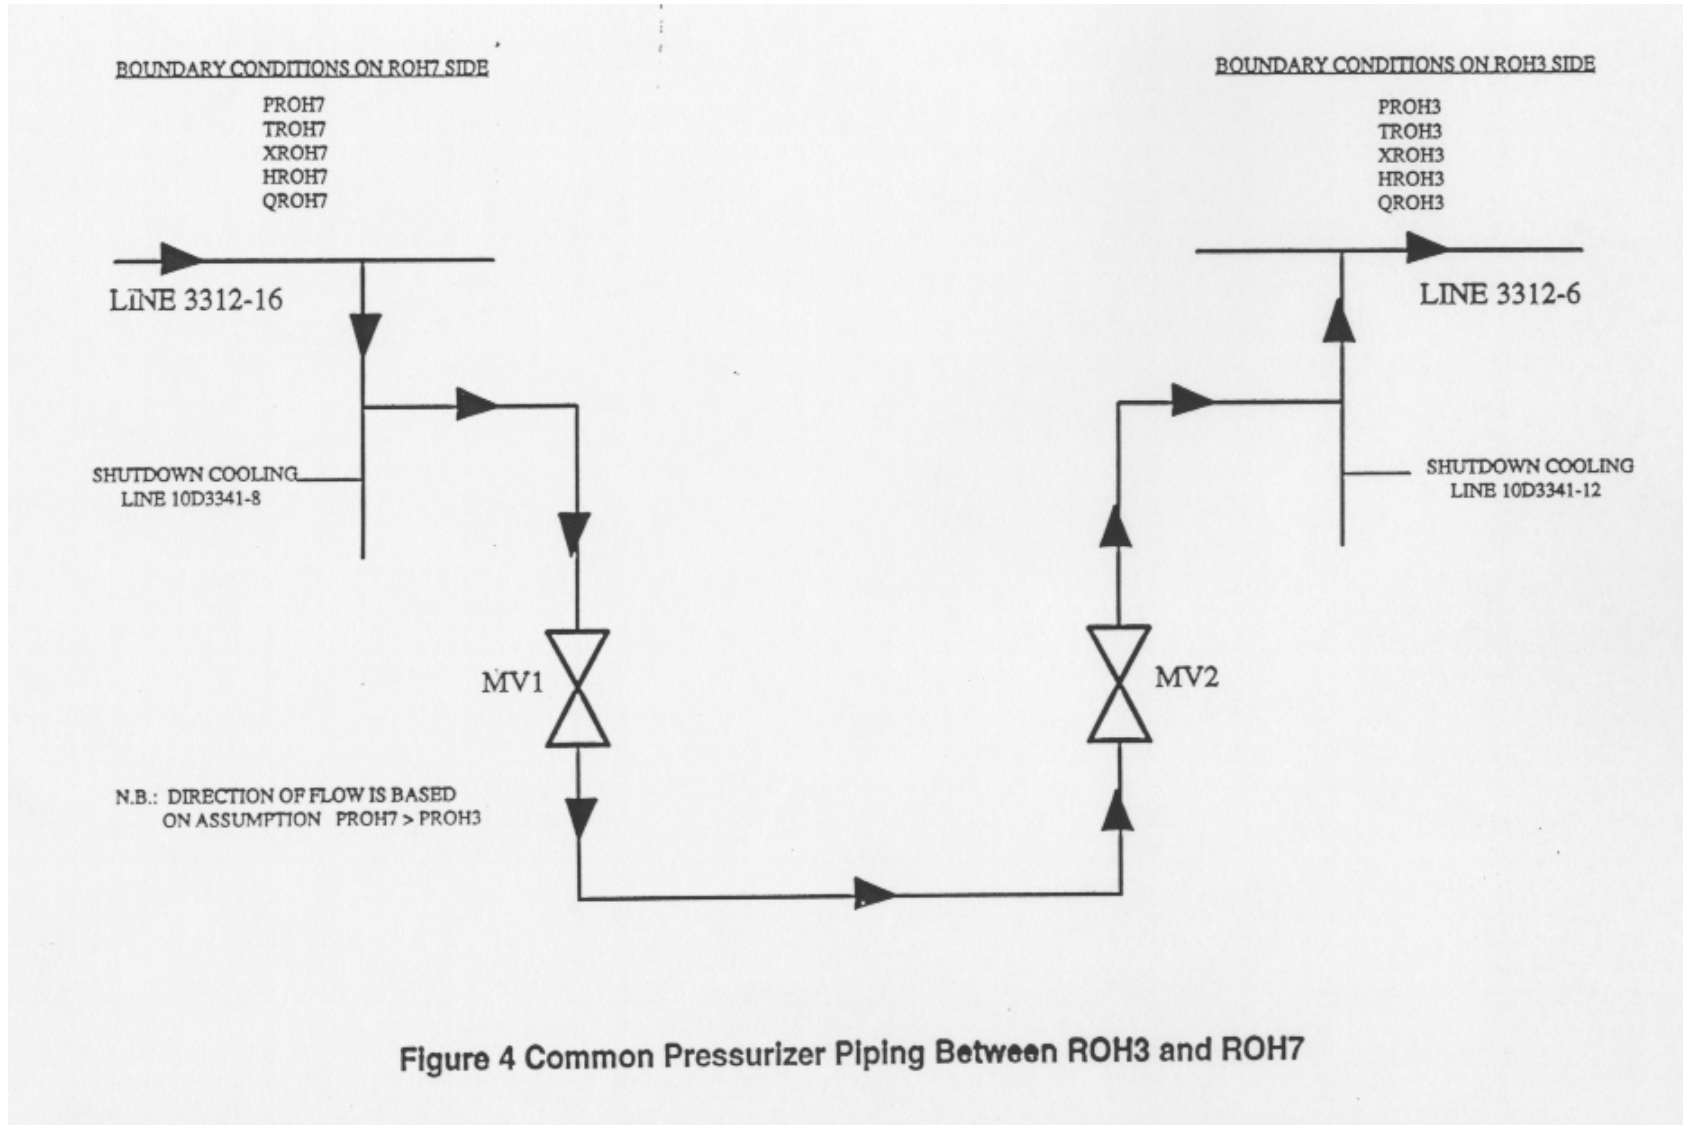 BOUNDARY CONDITIONS ON ROH7 SIDE
PROH7
TROH7
XROH7
HROH7
QROH7
BOUNDARY CONDITIONS ON ROH3 SIDE
PROH3
TROH3
XROH3
HROH3
QROH3
LINE 3312-16
LINE 3312-6
SHUTDOWN COOLING
LINE 10D3341-8
SHUTDOWN COOLING
LINE 10D3341-12
MV1
MV2
N.B.: DIRECTION OF FLOW IS BASED
ON ASSUMPTION PROH7 > PROH3
Figure 4 Common Pressurizer Piping Between ROH3 and ROH7